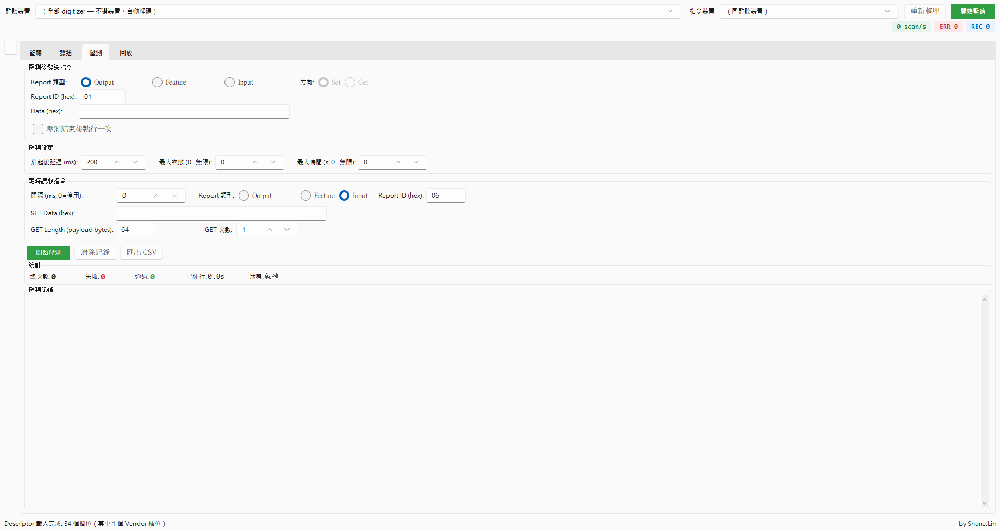 監聽裝置 （全部 digitizer — 不選裝置，自動解碼） 指令裝置 （同監聽裝置） 重新整理 開始監聽
0 scan/s ERR 0 REC 0
監聽 發送 壓測 回放
壓測後發送指令
Report 類型: Output Feature Input 方向: Set Get
Report ID (hex): 01
Data (hex):
壓測結束後執行一次
壓測設定
抬起後延遲 (ms): 200 最大次數 (0=無限): 0 最大時間 (s, 0=無限): 0
定時讀取指令
間隔 (ms, 0=停用): 0 Report 類型: Output Feature Input Report ID (hex): 06
SET Data (hex):
GET Length (payload bytes): 64 GET 次數: 1
開始壓測 清除記錄 匯出 CSV
統計
總次數: 0 失敗: 0 通過: 0 已運行: 0.0s 狀態: 就緒
壓測記錄
Descriptor 載入完成: 34 個欄位（其中 1 個 Vendor 欄位） by Shane.Lin